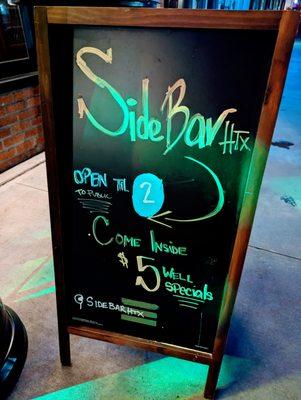 SideBar HTX
OPEN TIL 2
TO PUBLIC
COME INSIDE
$5 WELL
SPECIALS
@SIDEBARHTX